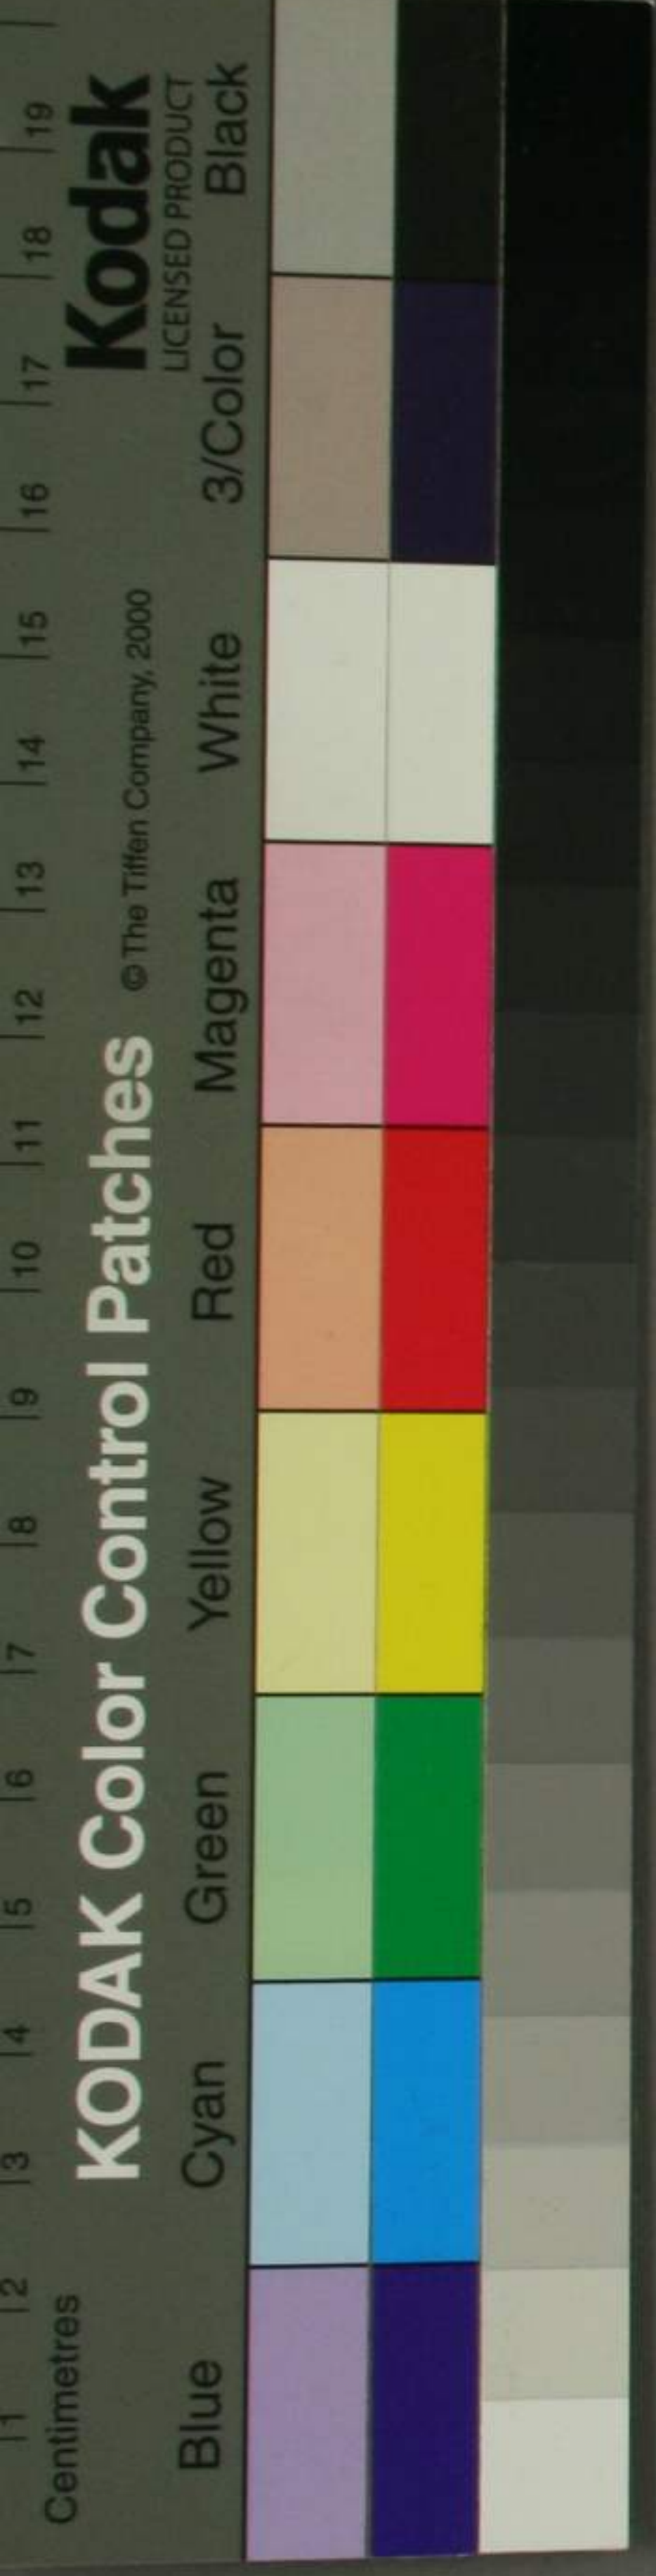 Centimetres
1 2 3 4 5 6 7 8 9 10 11 12 13 14 15 16 17 18 19
KODAK Color Control Patches © The Tiffen Company, 2000 Kodak
LICENSED PRODUCT
Blue Cyan Green Yellow Red Magenta White 3/Color Black